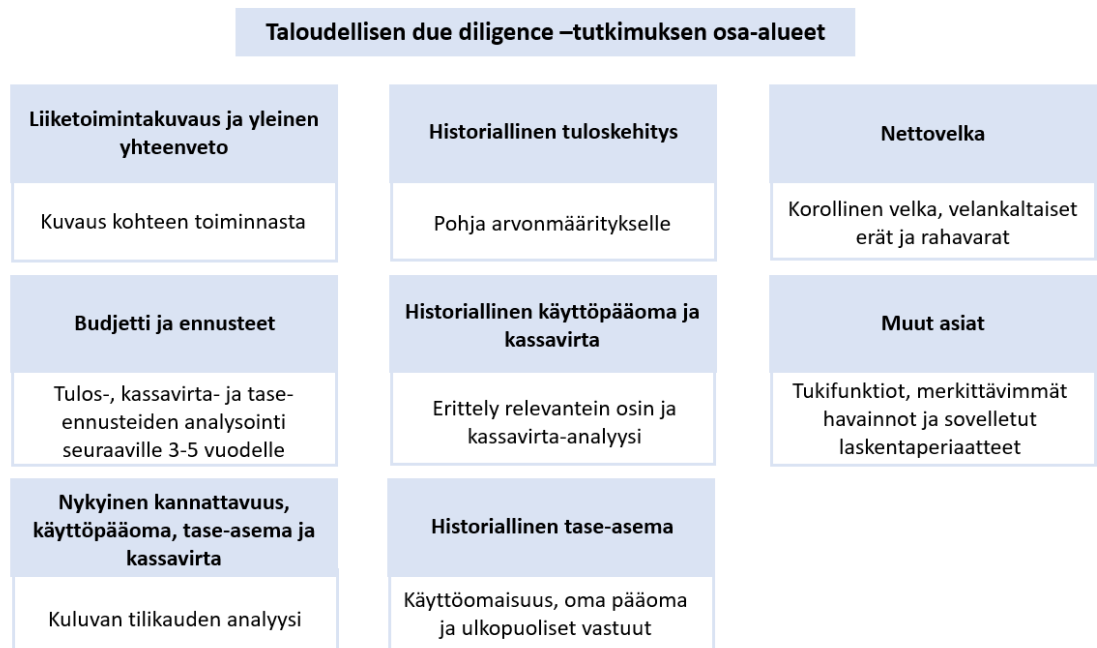 Taloudellisen due diligence –tutkimuksen osa-alueet
Liiketoimintakuvaus ja yleinen
yhteenveto
Kuvaus kohteen toiminnasta
Historiallinen tuloskehitys
Pohja arvonmääritykselle
Nettovelka
Korollinen velka, velankaltaiset
erät ja rahavarat
Budjetti ja ennusteet
Tulos-, kassavirta- ja tase-
ennusteiden analysointi
seuraaville 3-5 vuodelle
Historiallinen käyttöpääoma ja
kassavirta
Erittely relevantein osin ja
kassavirta-analyysi
Muut asiat
Tukifunktiot, merkittävimmät
havainnot ja sovelletut
laskentaperiaatteet
Nykyinen kannattavuus,
käyttöpääoma, tase-asema ja
kassavirta
Kuluvan tilikauden analyysi
Historiallinen tase-asema
Käyttöomaisuus, oma pääoma
ja ulkopuoliset vastuut